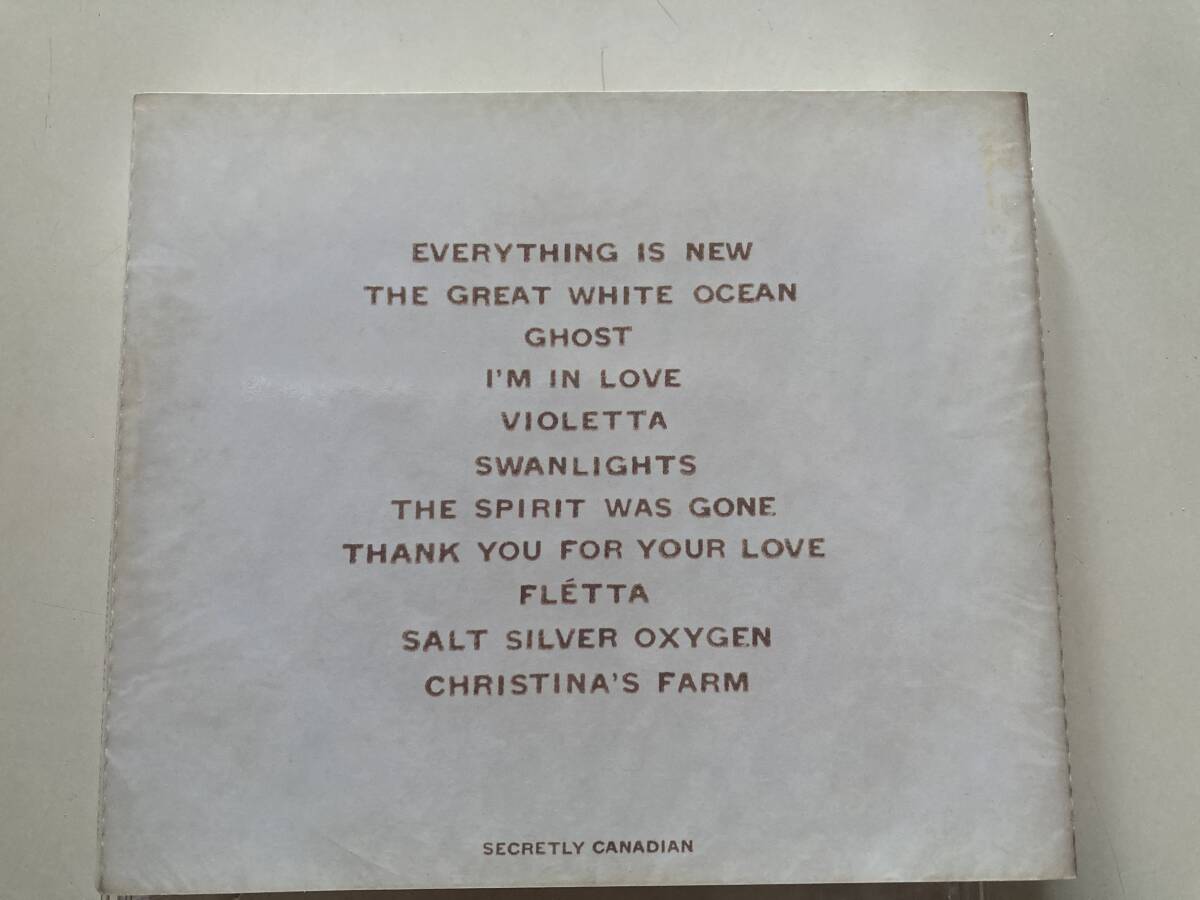 EVERYTHING IS NEW
THE GREAT WHITE OCEAN
GHOST
I'M IN LOVE
VIOLETTA
SWANLIGHTS
THE SPIRIT WAS GONE
THANK YOU FOR YOUR LOVE
FLÉTTA
SALT SILVER OXYGEN
CHRISTINA'S FARM
SECRETLY CANADIAN